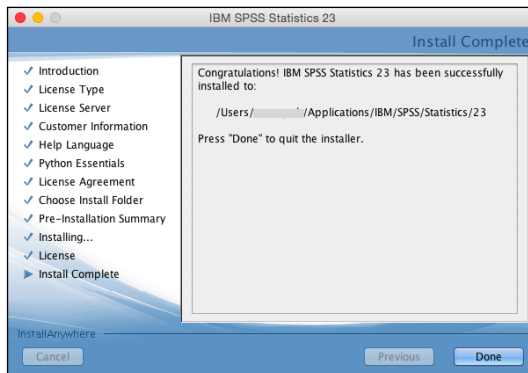 IBM SPSS Statistics 23
Install Complete
Introduction
License Type
License Server
Customer Information
Help Language
Python Essentials
License Agreement
Choose Install Folder
Pre-Installation Summary
Installing...
License
Install Complete
Congratulations! IBM SPSS Statistics 23 has been successfully
installed to:
/Users/ /Applications/IBM/SPSS/Statistics/23
Press "Done" to quit the installer.
InstallAnywhere
Cancel
Previous
Done